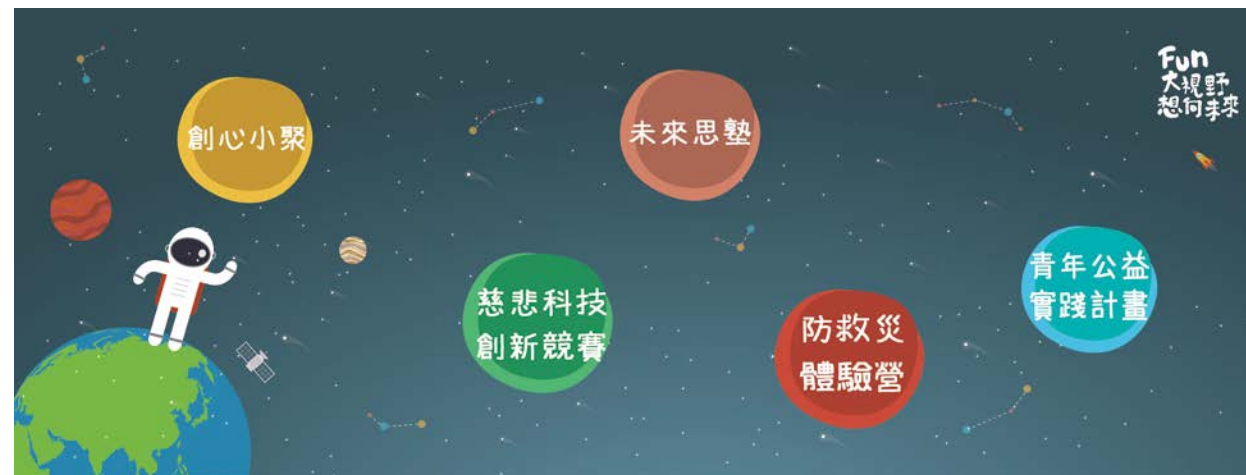 創心小聚
未來思塾
Fun
大視野
想向未來
慈悲科技
創新競賽
防救災
體驗營
青年公益
實踐計畫